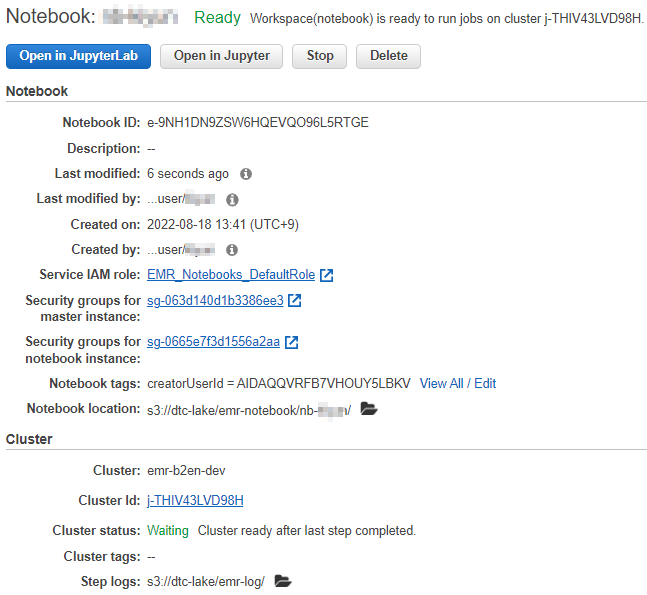 Notebook: Ready Workspace(notebook) is ready to run jobs on cluster j-THIV43LVD98H.
Open in JupyterLab Open in Jupyter Stop Delete
Notebook
Notebook ID: e-9NH1DN9ZSW6HQEVQO96L5RTGE
Description: --
Last modified: 6 seconds ago
Last modified by: ...user/
Created on: 2022-08-18 13:41 (UTC+9)
Created by: ...user/
Service IAM role: EMR_Notebooks_DefaultRole
Security groups for sg-063d140d1b3386ee3
master instance:
Security groups for sg-0665e7f3d1556a2aa
notebook instance:
Notebook tags: creatorUserId = AIDAQQVRFB7VHOUY5LBKV View All / Edit
Notebook location: s3://dtc-lake/emr-notebook/nb- /
Cluster
Cluster: emr-b2en-dev
Cluster Id: j-THIV43LVD98H
Cluster status: Waiting Cluster ready after last step completed.
Cluster tags: --
Step logs: s3://dtc-lake/emr-log/